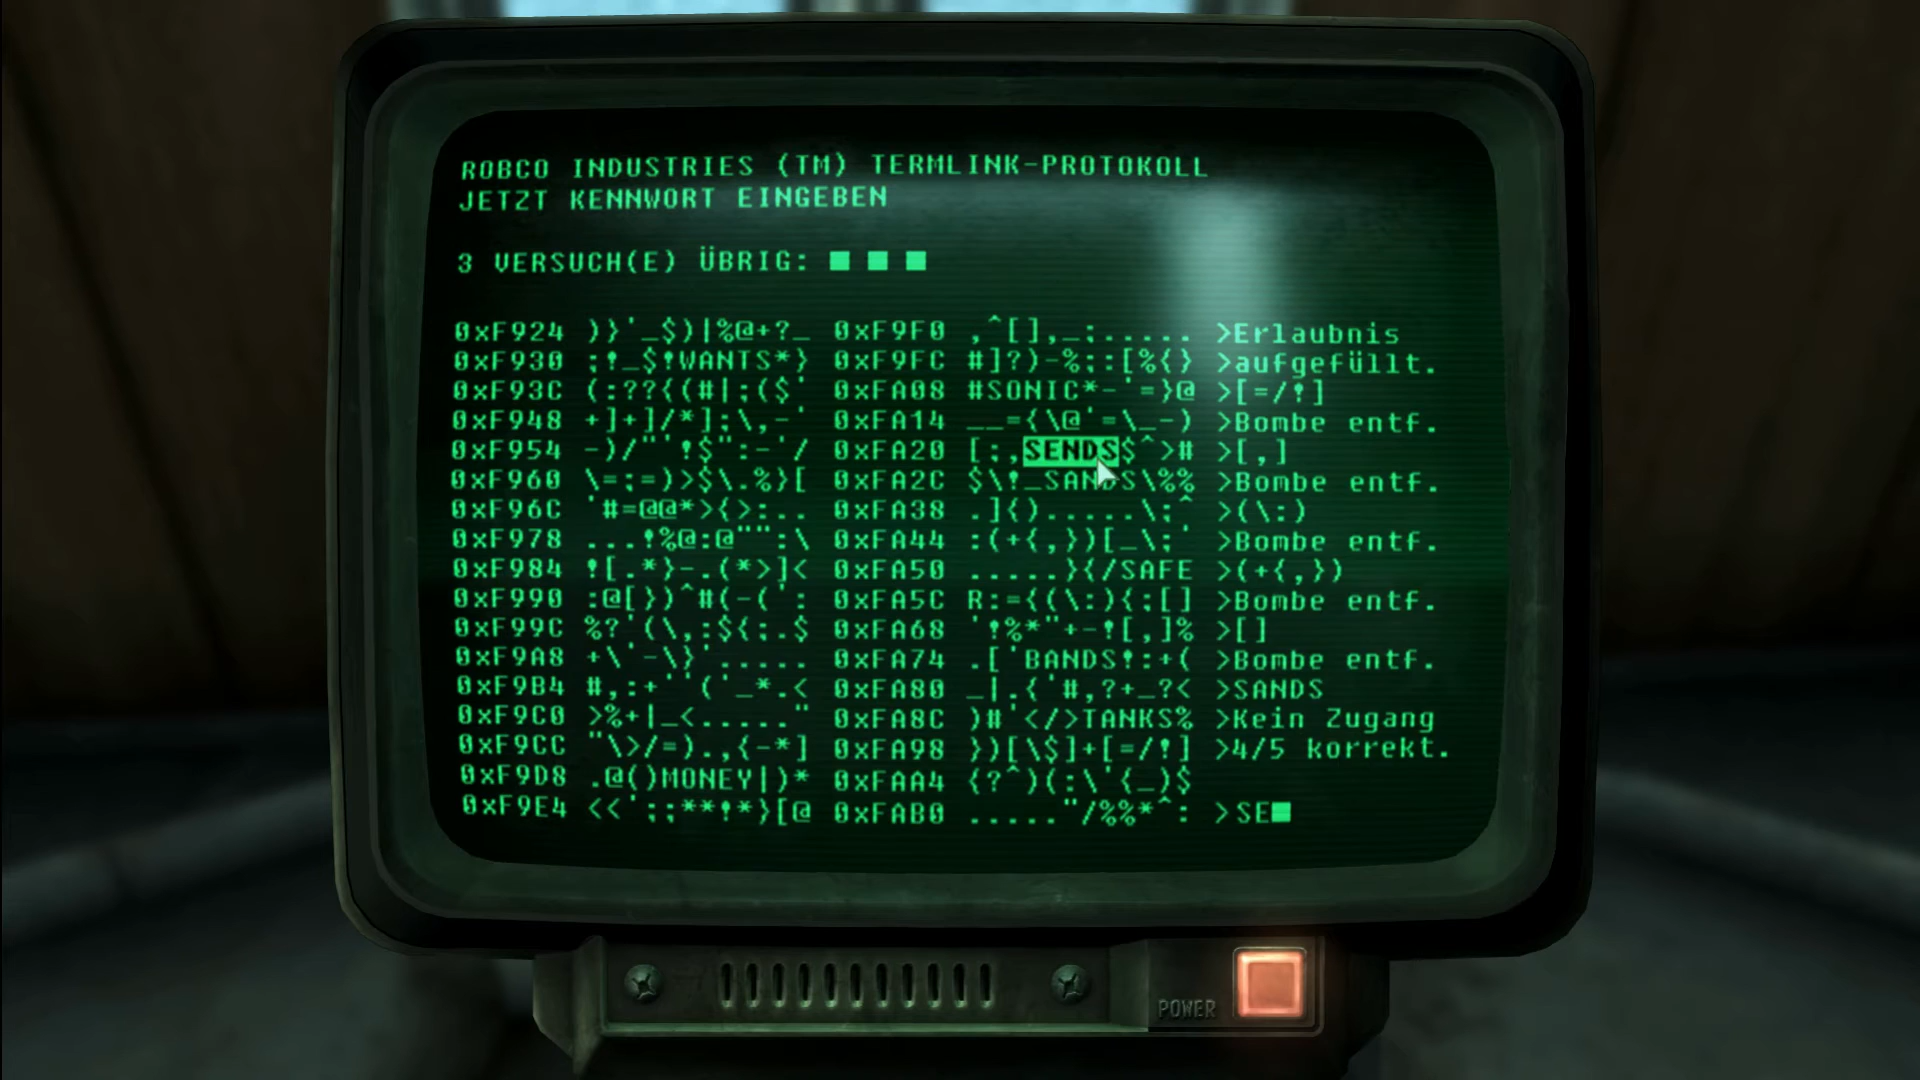 ROBCO INDUSTRIES (TM) TERMLINK-PROTOKOLL
JETZT KENNWORT EINGEBEN
3 VERSUCH(E) ÜBRIG: ■ ■ ■
0xF924 )}'_$)|%@+?_ 0xF9F0 ,^[],_;..... >Erlaubnis
0xF930 ;!_$!WANTS*} 0xF9FC #]?)-%;:[%{} >aufgefüllt.
0xF93C (:??{(#|;($' 0xFA08 #SONIC*-'=}@ >[=/!]
0xF948 +]+]/*];\,-' 0xFA14 __={\@'=\_-) >Bombe entf.
0xF954 -)/"'!$":-'/ 0xFA20 [;,SENDS$^># >[,]
0xF960 \=;=)>$\.%}[ 0xFA2C $\!_SANDS\%% >Bombe entf.
0xF96C '#=@@*>{>:.. 0xFA38 .]{}.....\;^ >(\:)
0xF978 ...!%@:@"":\ 0xFA44 :(+{,})[_\;' >Bombe entf.
0xF984 ![.*}-.(*>]< 0xFA50 .....}{/SAFE >(+{,})
0xF990 :@[})^#(-(': 0xFA5C R:={(\:){;[] >Bombe entf.
0xF99C %?'(\,:${;.$ 0xFA68 '!%*"+-![,]% >[]
0xF9A8 +\'-\}'..... 0xFA74 .['BANDS!:+( >Bombe entf.
0xF9B4 #,:+''('_*.< 0xFA80 _|.{'#,?+_?< >SANDS
0xF9C0 >%+|_<....." 0xFA8C )#'</>TANKS% >Kein Zugang
0xF9CC "\>/=).,{-*] 0xFA98 })[\$]+[=/!] >4/5 korrekt.
0xF9D8 .@()MONEY|)* 0xFAA4 {?^)(:\'{_)$
0xF9E4 <<';;**!*}[@ 0xFAB0 ....."/%%*^: >SE■
POWER